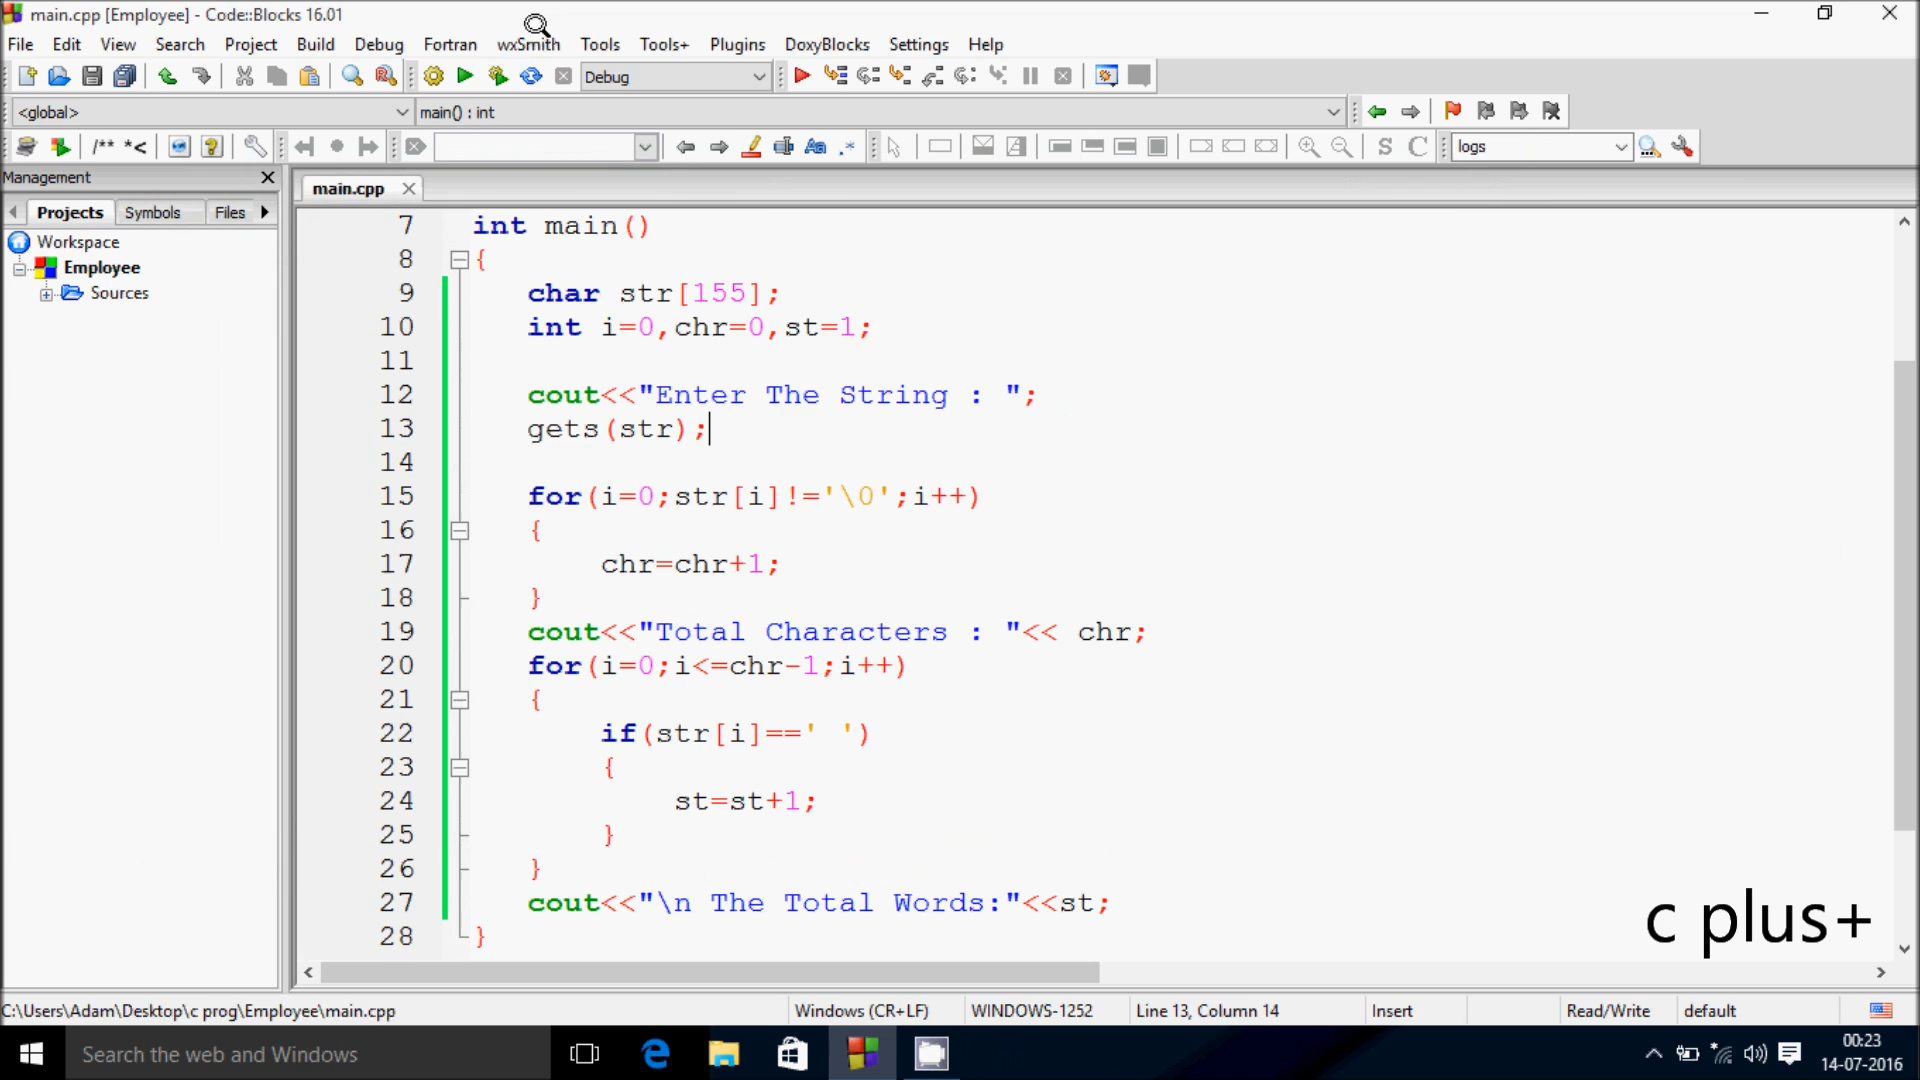 main.cpp [Employee] - Code::Blocks 16.01
File Edit View Search Project Build Debug Fortran wxSmith Tools Tools+ Plugins DoxyBlocks Settings Help
Debug
<global> main() : int
/** *< logs
Management
main.cpp
Projects Symbols Files
Workspace
Employee
Sources
7 int main()
8 {
9 char str[155];
10 int i=0,chr=0,st=1;
11
12 cout<<"Enter The String : ";
13 gets(str);
14
15 for(i=0;str[i]!='\0';i++)
16 {
17 chr=chr+1;
18 }
19 cout<<"Total Characters : "<< chr;
20 for(i=0;i<=chr-1;i++)
21 {
22 if(str[i]==' ')
23 {
24 st=st+1;
25 }
26 }
27 cout<<"\n The Total Words:"<<st;
28 }
c plus+
C:\Users\Adam\Desktop\c prog\Employee\main.cpp Windows (CR+LF) WINDOWS-1252 Line 13, Column 14 Insert Read/Write default
Search the web and Windows
00:23
14-07-2016